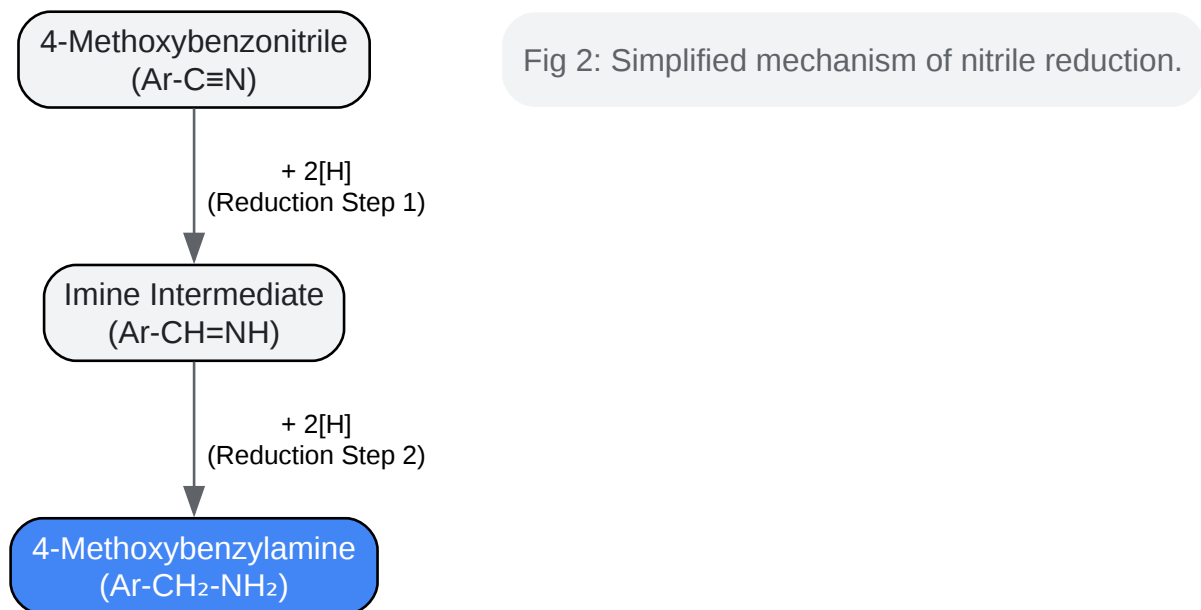 4-Methoxybenzonitrile
(Ar-C≡N)
Fig 2: Simplified mechanism of nitrile reduction.
+ 2[H]
(Reduction Step 1)
Imine Intermediate
(Ar-CH=NH)
+ 2[H]
(Reduction Step 2)
4-Methoxybenzylamine
(Ar-CH₂-NH₂)